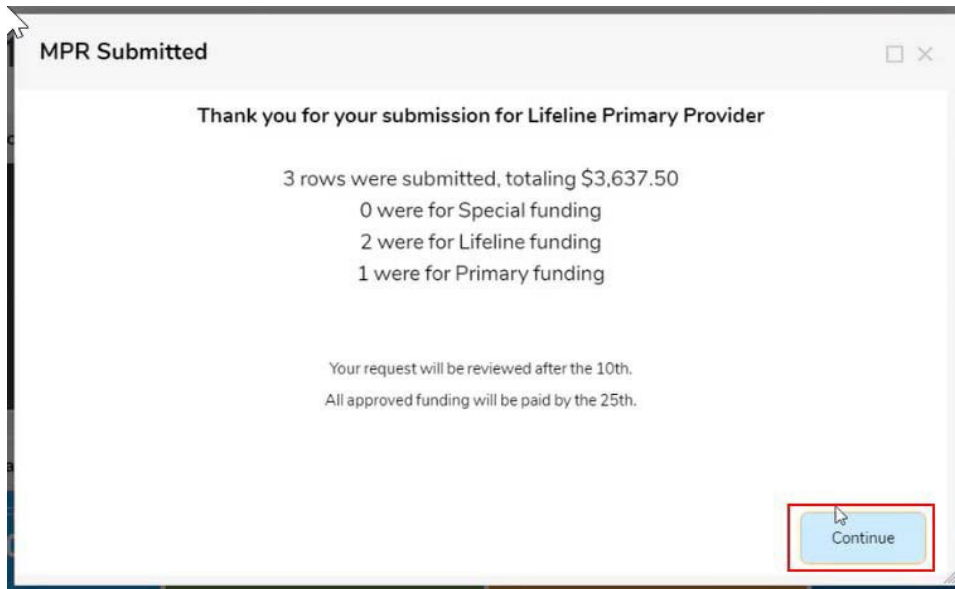 MPR Submitted
Thank you for your submission for Lifeline Primary Provider
3 rows were submitted, totaling $3,637.50
0 were for Special funding
2 were for Lifeline funding
1 were for Primary funding
Your request will be reviewed after the 10th.
All approved funding will be paid by the 25th.
Continue